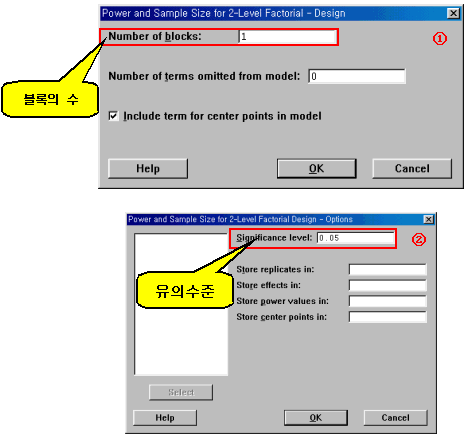 Power and Sample Size for 2-Level Factorial - Design
Number of blocks: 1
①
블록의 수
Number of terms omitted from model: 0
Include term for center points in model
Help OK Cancel
Power and Sample Size for 2-Level Factorial Design - Options
Significance level: 0.05
②
유의수준
Store replicates in:
Store effects in:
Store power values in:
Store center points in:
Select
Help OK Cancel